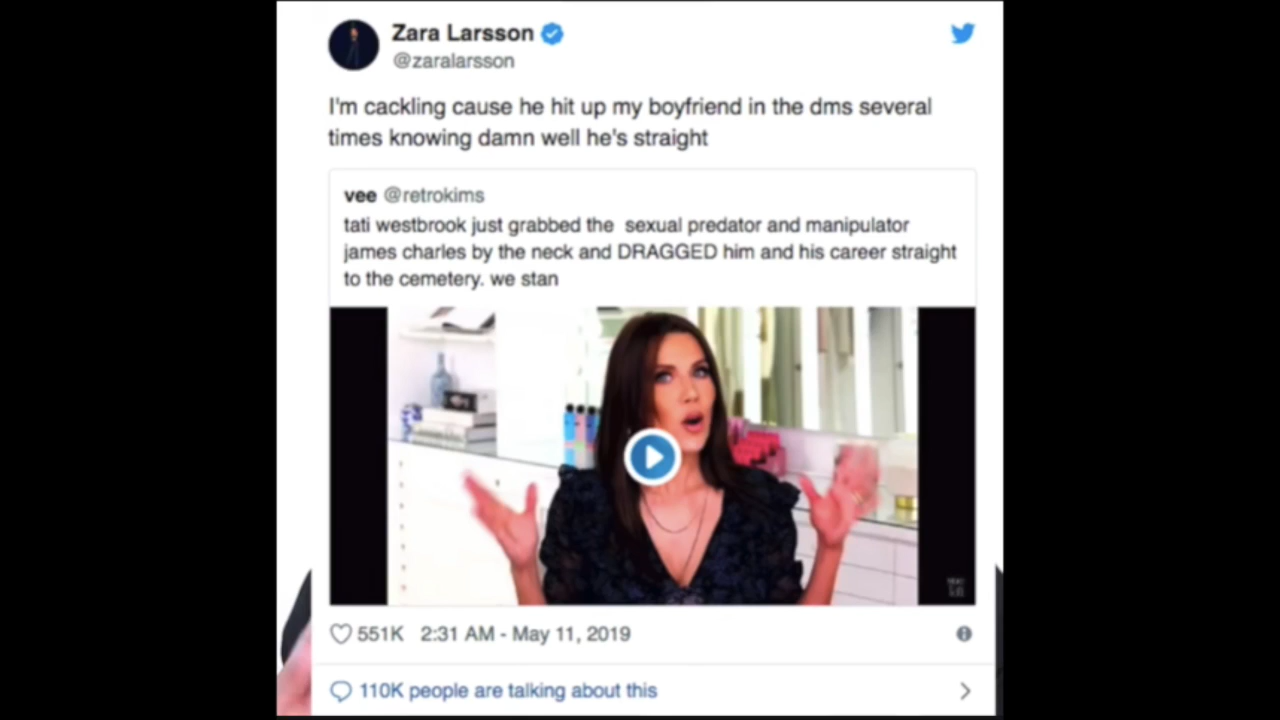 Zara Larsson
@zaralarsson
I'm cackling cause he hit up my boyfriend in the dms several
times knowing damn well he's straight
vee @retrokims
tati westbrook just grabbed the sexual predator and manipulator
james charles by the neck and DRAGGED him and his career straight
to the cemetery. we stan
551K 2:31 AM - May 11, 2019
110K people are talking about this